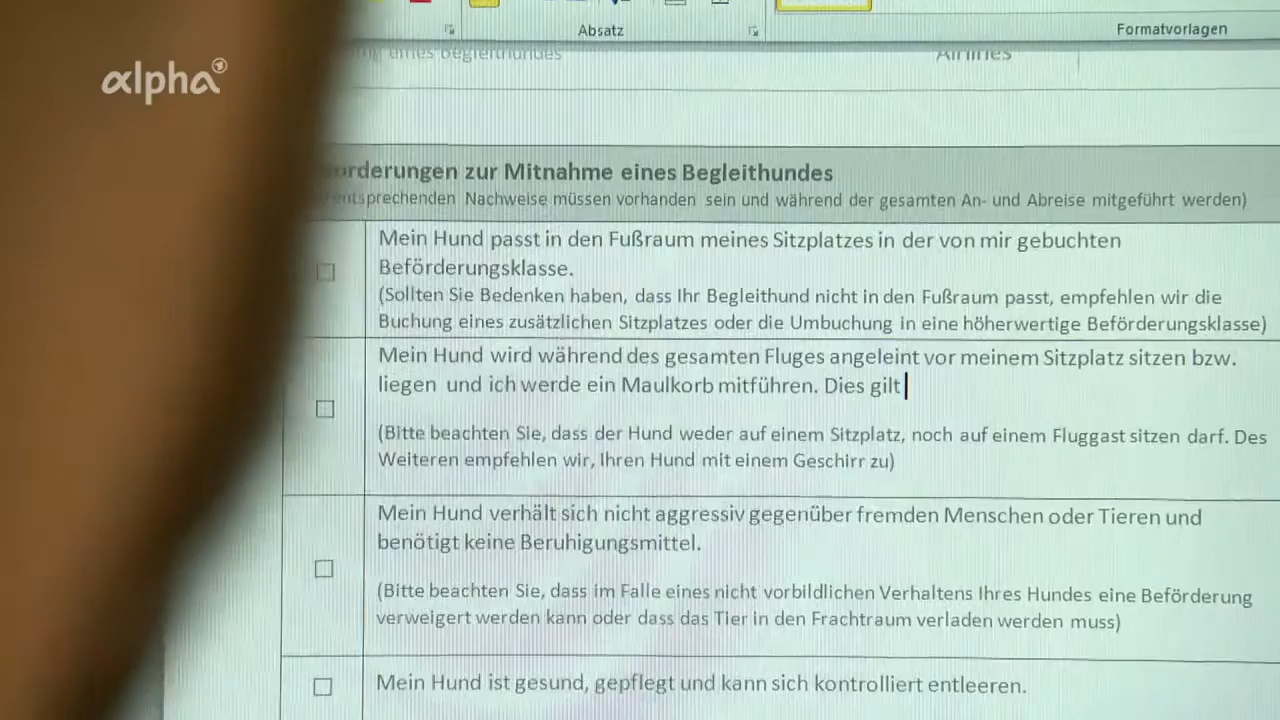 Absatz
Formatvorlagen
eines Begleithundes
Airlines
alpha
orderungen zur Mitnahme eines Begleithundes
entsprechenden Nachweise müssen vorhanden sein und während der gesamten An- und Abreise mitgeführt werden)
Mein Hund passt in den Fußraum meines Sitzplatzes in der von mir gebuchten
Beförderungsklasse.
(Sollten Sie Bedenken haben, dass Ihr Begleithund nicht in den Fußraum passt, empfehlen wir die
Buchung eines zusätzlichen Sitzplatzes oder die Umbuchung in eine höherwertige Beförderungsklasse)
Mein Hund wird während des gesamten Fluges angeleint vor meinem Sitzplatz sitzen bzw.
liegen und ich werde ein Maulkorb mitführen. Dies gilt
(Bitte beachten Sie, dass der Hund weder auf einem Sitzplatz, noch auf einem Fluggast sitzen darf. Des
Weiteren empfehlen wir, Ihren Hund mit einem Geschirr zu)
Mein Hund verhält sich nicht aggressiv gegenüber fremden Menschen oder Tieren und
benötigt keine Beruhigungsmittel.
(Bitte beachten Sie, dass im Falle eines nicht vorbildlichen Verhaltens Ihres Hundes eine Beförderung
verweigert werden kann oder dass das Tier in den Frachtraum verladen werden muss)
Mein Hund ist gesund, gepflegt und kann sich kontrolliert entleeren.